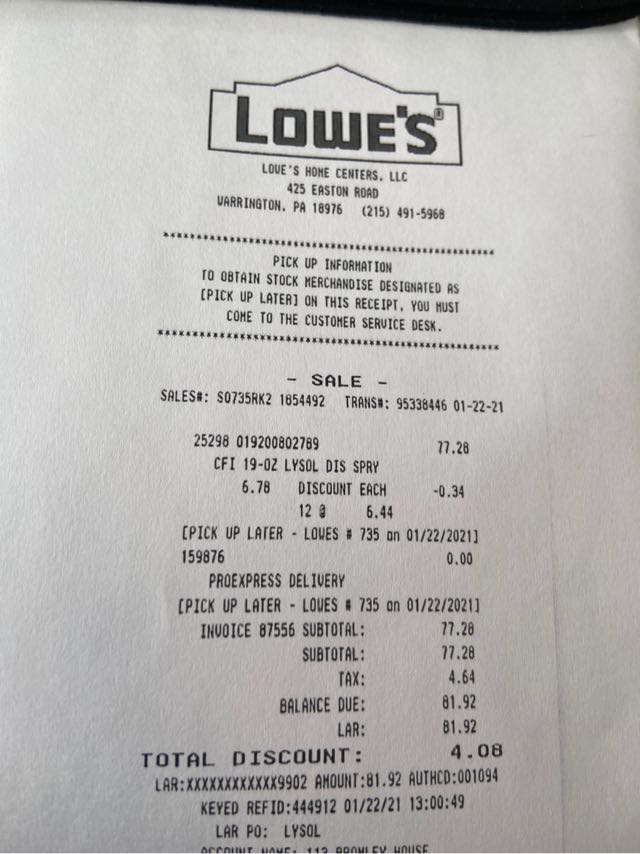 LOWE'S®
LOWE'S HOME CENTERS, LLC
425 EASTON ROAD
WARRINGTON, PA 18976 (215) 491-5968
************************************************
PICK UP INFORMATION
TO OBTAIN STOCK MERCHANDISE DESIGNATED AS
[PICK UP LATER] ON THIS RECEIPT, YOU MUST
COME TO THE CUSTOMER SERVICE DESK.
************************************************
- SALE -
SALES#: S0735RK2 1854492 TRANS#: 95338446 01-22-21
25298 019200802789 77.28
CFI 19-OZ LYSOL DIS SPRY
6.78 DISCOUNT EACH -0.34
12 @ 6.44
[PICK UP LATER - LOWES # 735 on 01/22/2021]
159876 0.00
PROEXPRESS DELIVERY
[PICK UP LATER - LOWES # 735 on 01/22/2021]
INVOICE 87556 SUBTOTAL: 77.28
SUBTOTAL: 77.28
TAX: 4.64
BALANCE DUE: 81.92
LAR: 81.92
TOTAL DISCOUNT: 4.08
LAR:XXXXXXXXXXXX9902 AMOUNT:81.92 AUTHCD:001094
KEYED REFID:444912 01/22/21 13:00:49
LAR PO: LYSOL
ACCOUNT NAME: 113 BROMLEY HOUSE